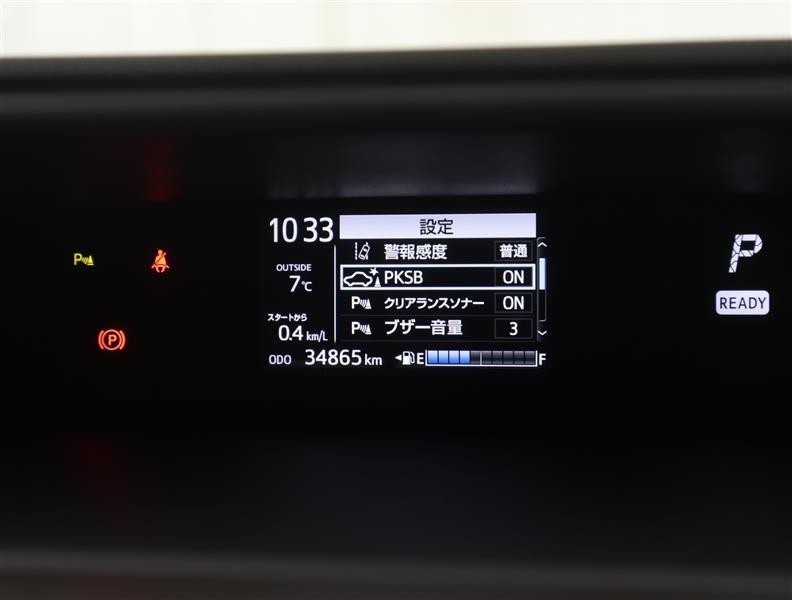 10 33
設定
警報感度 普通
OUTSIDE
7℃
PKSB ON
P クリアランスソナー ON
スタートから
0.4 km/L
P ブザー音量 3
ODO 34865 km
E F
P
P
P
READY